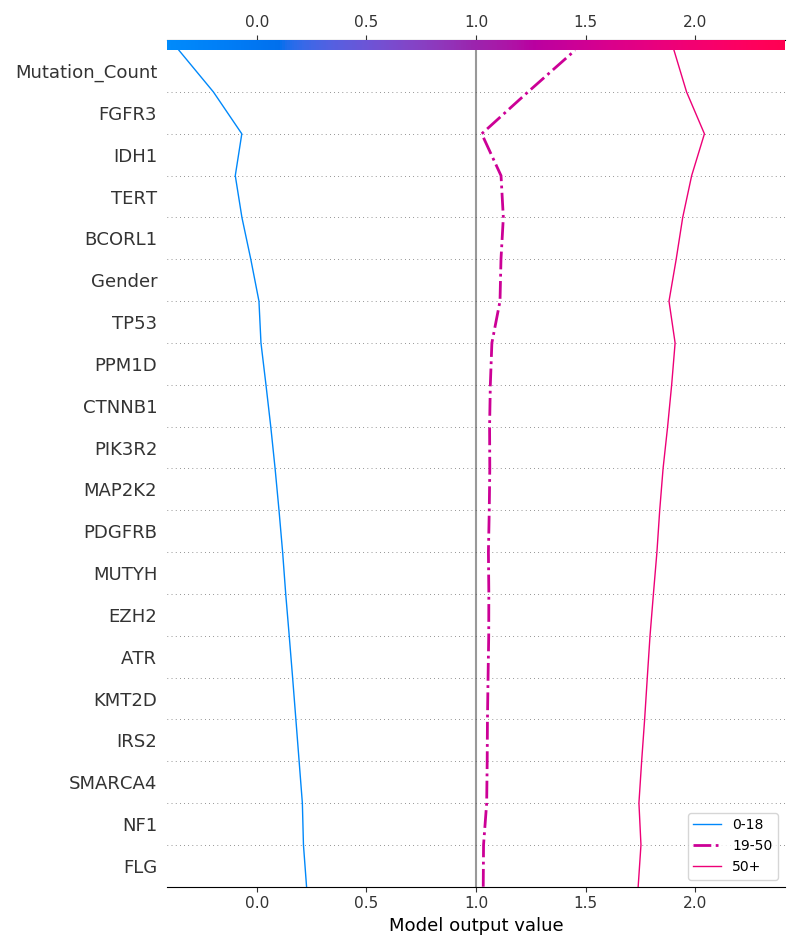 0.0 0.5 1.0 1.5 2.0
Mutation_Count
FGFR3
IDH1
TERT
BCORL1
Gender
TP53
PPM1D
CTNNB1
PIK3R2
MAP2K2
PDGFRB
MUTYH
EZH2
ATR
KMT2D
IRS2
SMARCA4
NF1
FLG
0-18
19-50
50+
0.0 0.5 1.0 1.5 2.0
Model output value